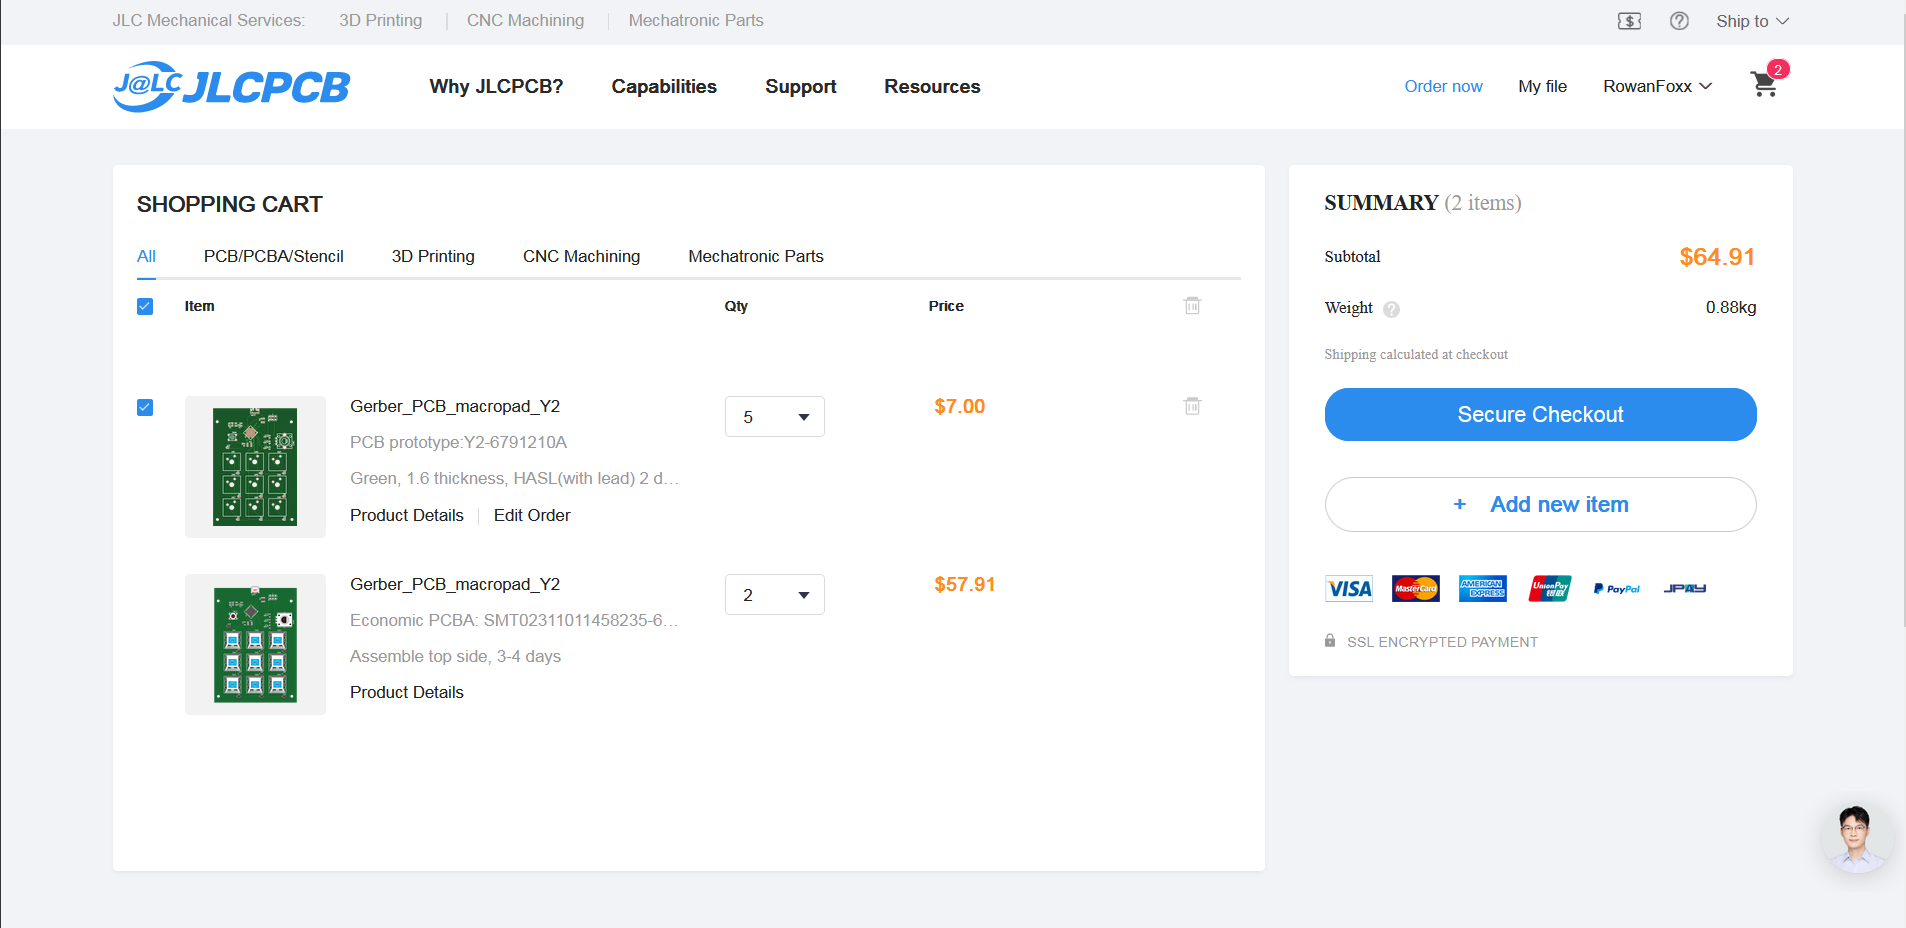 JLC Mechanical Services: 3D Printing CNC Machining Mechatronic Parts
Ship to
J@LC JLCPCB
Why JLCPCB? Capabilities Support Resources
Order now My file RowanFoxx 2
SHOPPING CART
All PCB/PCBA/Stencil 3D Printing CNC Machining Mechatronic Parts
Item Qty Price
Gerber_PCB_macropad_Y2 5 $7.00
PCB prototype:Y2-6791210A
Green, 1.6 thickness, HASL(with lead) 2 d...
Product Details Edit Order
Gerber_PCB_macropad_Y2 2 $57.91
Economic PCBA: SMT02311011458235-6...
Assemble top side, 3-4 days
Product Details
SUMMARY (2 items)
Subtotal $64.91
Weight ? 0.88kg
Shipping calculated at checkout
Secure Checkout
+ Add new item
VISA MasterCard AMERICAN EXPRESS UnionPay 银联 PayPal JPAY
SSL ENCRYPTED PAYMENT